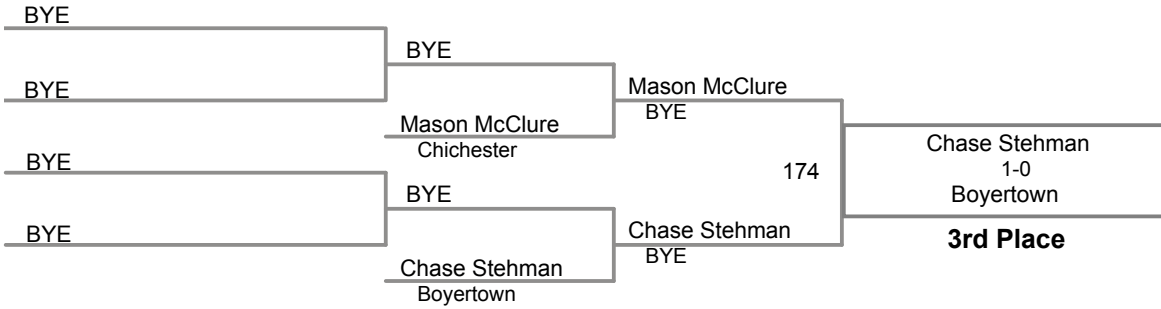 BYE
BYE
BYE
BYE
BYE
Mason McClure
Chichester
BYE
Chase Stehman
Boyertown
Mason McClure
BYE
174
Chase Stehman
BYE
Chase Stehman
1-0
Boyertown
3rd Place